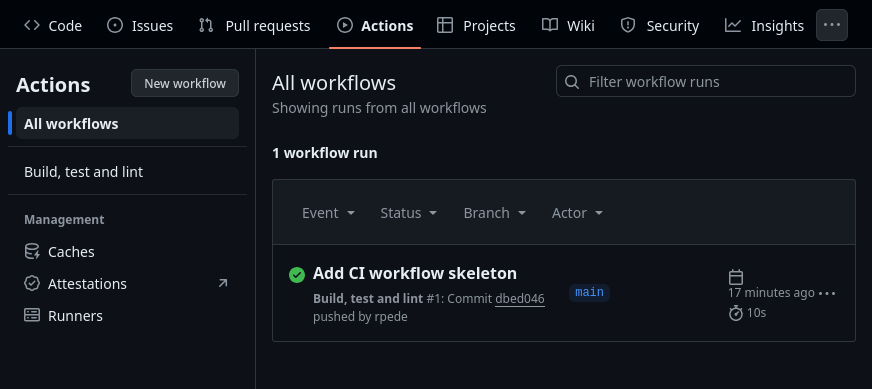 Code Issues Pull requests Actions Projects Wiki Security Insights
Actions New workflow
All workflows
Build, test and lint
Management
Caches
Attestations
Runners
All workflows
Filter workflow runs
Showing runs from all workflows
1 workflow run
Event Status Branch Actor
Add CI workflow skeleton
Build, test and lint #1: Commit dbed046
pushed by rpede
main
17 minutes ago
10s